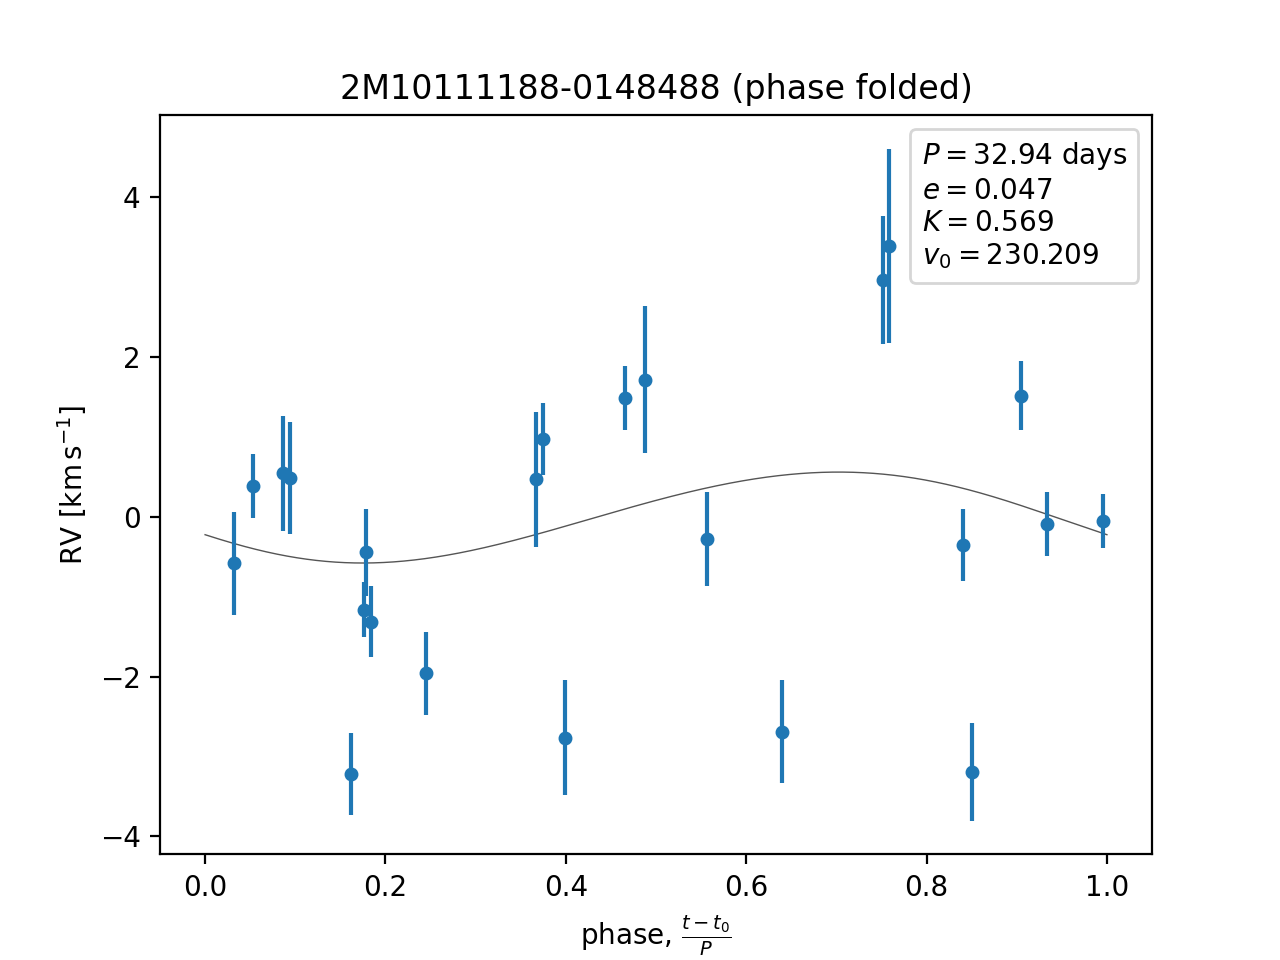 2M10111188-0148488 (phase folded)
P = 32.94 days
e = 0.047
K = 0.569
v₀ = 230.209
4
2
0
−2
−4
RV [km s⁻¹]
0.0 0.2 0.4 0.6 0.8 1.0
phase, (t − t₀)/P